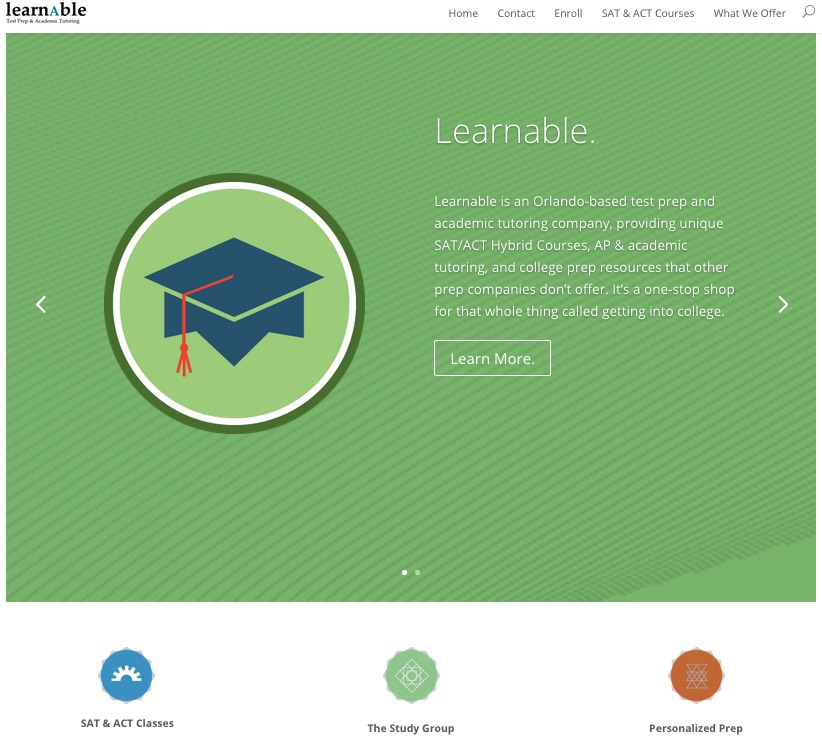 learnAble
Test Prep & Academic Tutoring
Home Contact Enroll SAT & ACT Courses What We Offer
Learnable.
Learnable is an Orlando-based test prep and
academic tutoring company, providing unique
SAT/ACT Hybrid Courses, AP & academic
tutoring, and college prep resources that other
prep companies don’t offer. It’s a one-stop shop
for that whole thing called getting into college.
Learn More.
SAT & ACT Classes
The Study Group
Personalized Prep